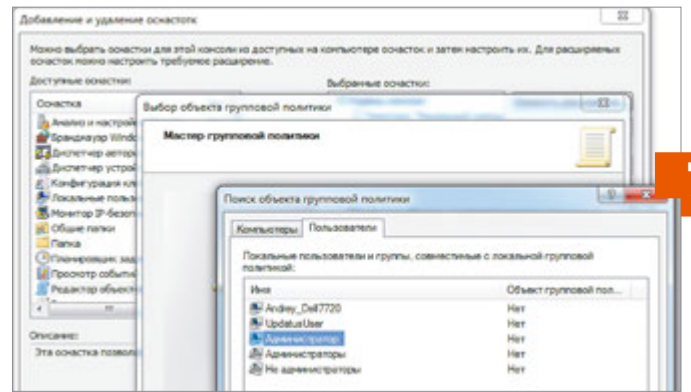 Добавление и удаление оснасток
Можно выбрать оснастки для этой консоли из доступных на компьютере оснасток и затем настроить их. Для расширяемых
оснасток можно настроить требуемое расширение.
Доступные оснастки:
Выбранные оснастки:
Оснастка
Анализ и настрой
Брандмауэр Windo
Диспетчер автори
Диспетчер устрой
Конфигурация кли
Локальные польз
Монитор IP-безоп
Общие папки
Папка
Планировщик зад
Просмотр событи
Редактор объект
Описание:
Эта оснастка позвол
Выбор объекта групповой политики
Мастер групповой политики
Поиск объекта групповой политики
Компьютеры
Пользователи
Локальные пользователи и группы, совместимые с локальной групповой
политикой:
Имя
Объект групповой пол...
Andrey_Dell7720
Нет
UpdatusUser
Нет
Администратор
Нет
Администраторы
Нет
Не администраторы
Нет